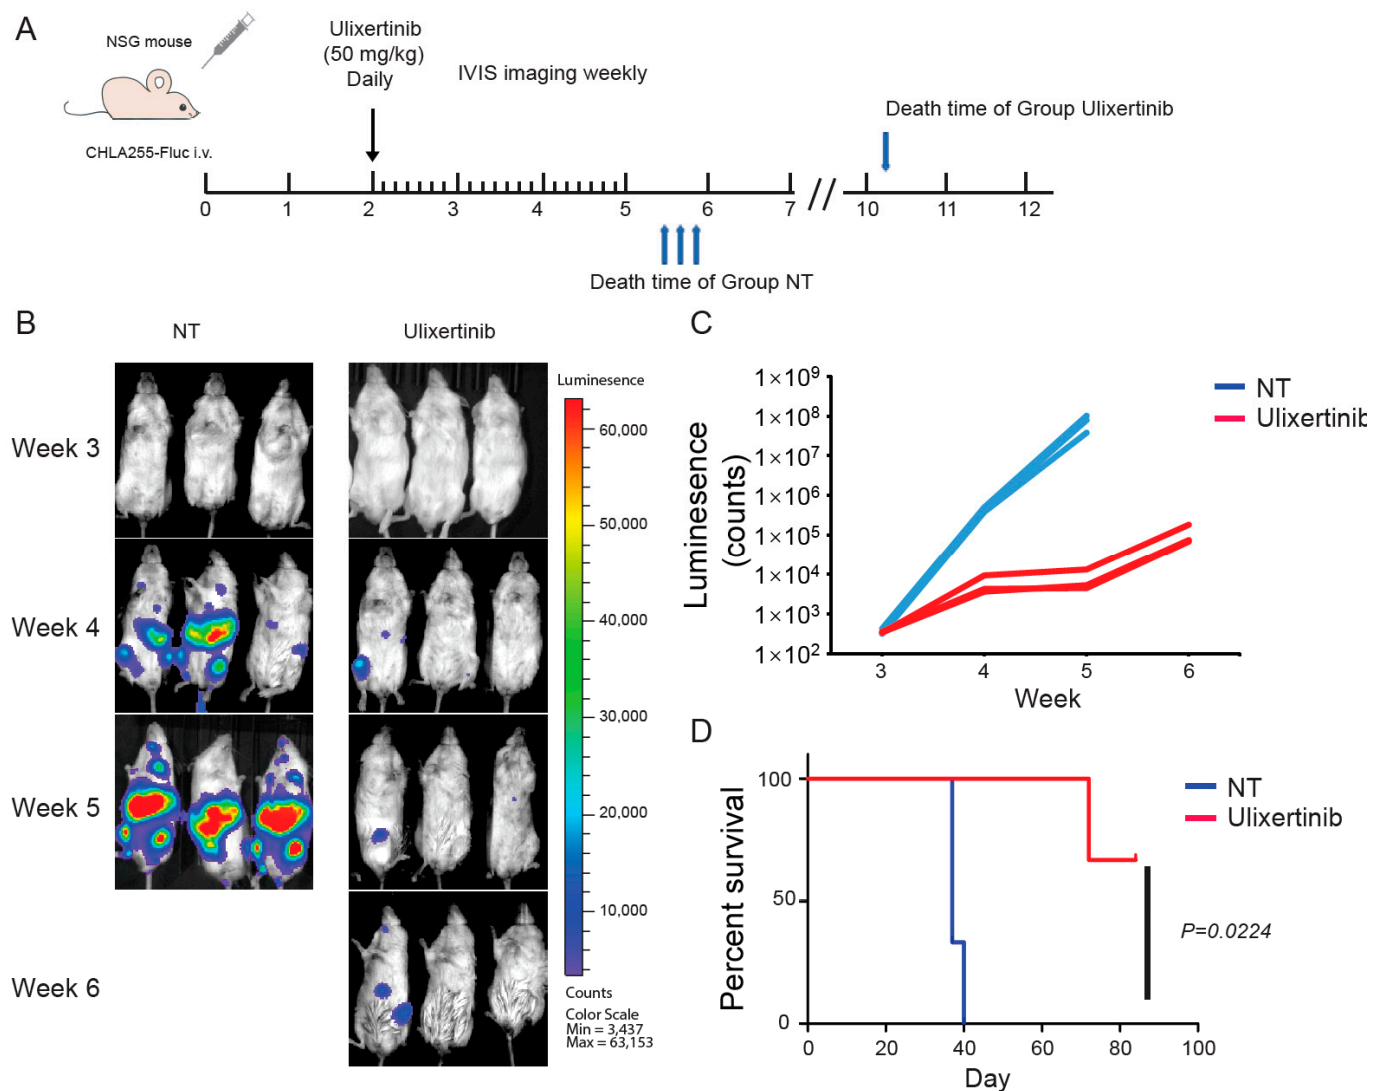 A
NSG mouse
Ulixertinib
(50 mg/kg)
Daily
IVIS imaging weekly
CHLA255-Fluc i.v.
Death time of Group Ulixertinib
0 1 2 3 4 5 6 7 10 11 12
Death time of Group NT
B
NT
Ulixertinib
Week 3
Week 4
Week 5
Week 6
Luminesence
60,000
50,000
40,000
30,000
20,000
10,000
Counts
Color Scale
Min = 3,437
Max = 63,153
C
Luminesence
(counts)
1×10⁹
1×10⁸
1×10⁷
1×10⁶
1×10⁵
1×10⁴
1×10³
1×10²
3 4 5 6
Week
NT
Ulixertinib
D
Percent survival
100
50
0
0 20 40 60 80 100
Day
NT
Ulixertinib
P=0.0224